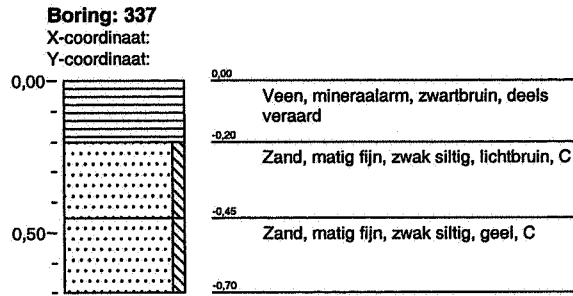 Boring: 337
X-coordinaat:
Y-coordinaat:
0,00
0,00
Veen, mineraalarm, zwartbruin, deels
veraard
-0,20
Zand, matig fijn, zwak siltig, lichtbruin, C
-0,45
0,50
Zand, matig fijn, zwak siltig, geel, C
-0,70